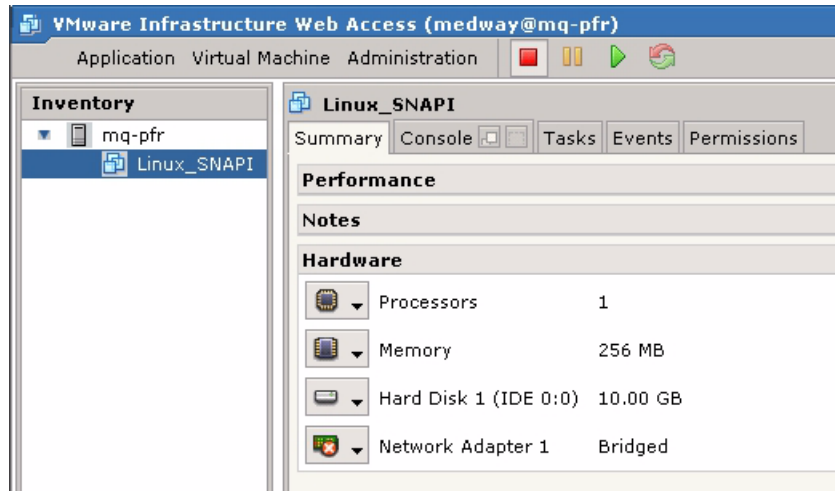 VMware Infrastructure Web Access (medway@mq-pfr)
Application Virtual Machine Administration
Inventory
mq-pfr
Linux_SNAPI
Linux_SNAPI
Summary Console Tasks Events Permissions
Performance
Notes
Hardware
Processors 1
Memory 256 MB
Hard Disk 1 (IDE 0:0) 10.00 GB
Network Adapter 1 Bridged